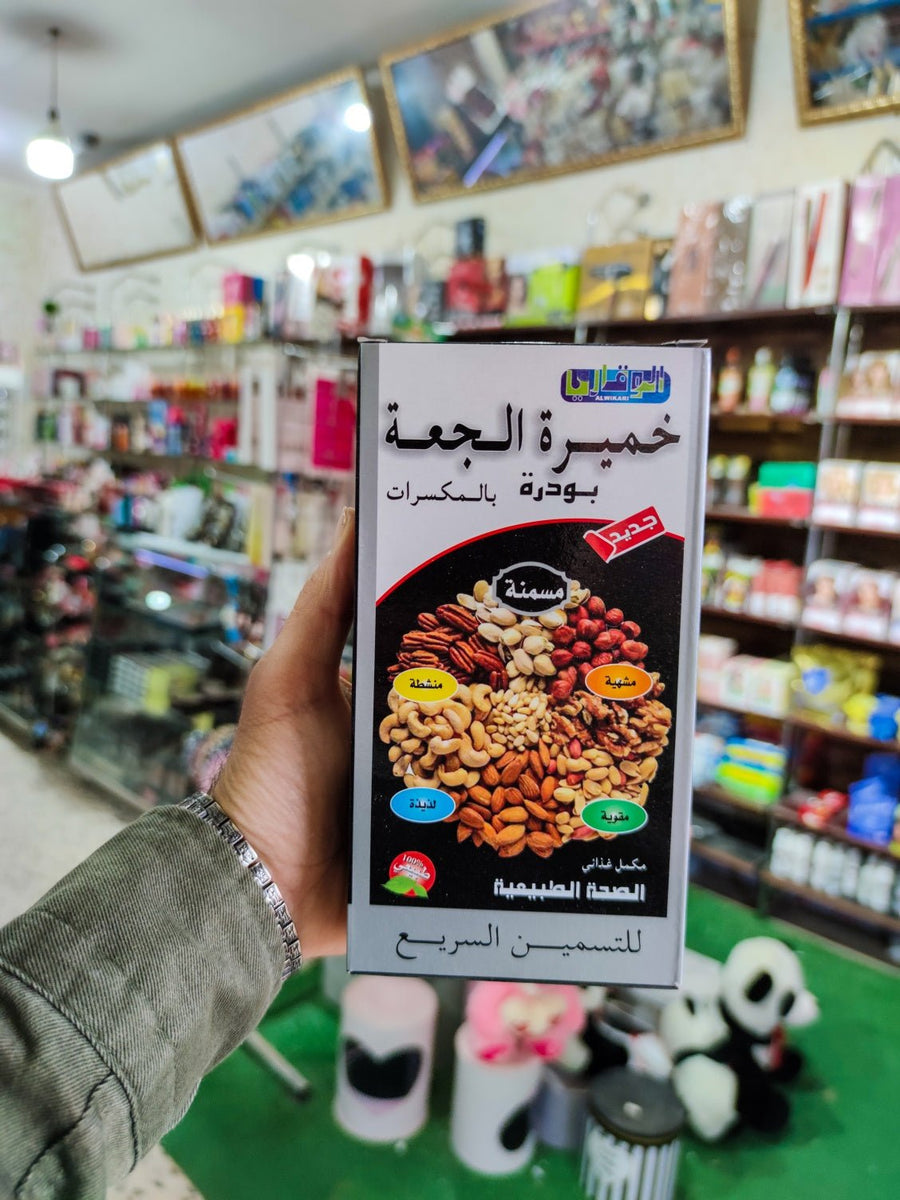 الوقاري
ALWIKARI
خميرة الجعة
بودرة بالمكسرات
جديد
مسمنة
منشطة
مشهية
لذيذة
مقوية
100%
طبيعي
مكمل غذائي
الصحة الطبيعية
للتسمين السريع